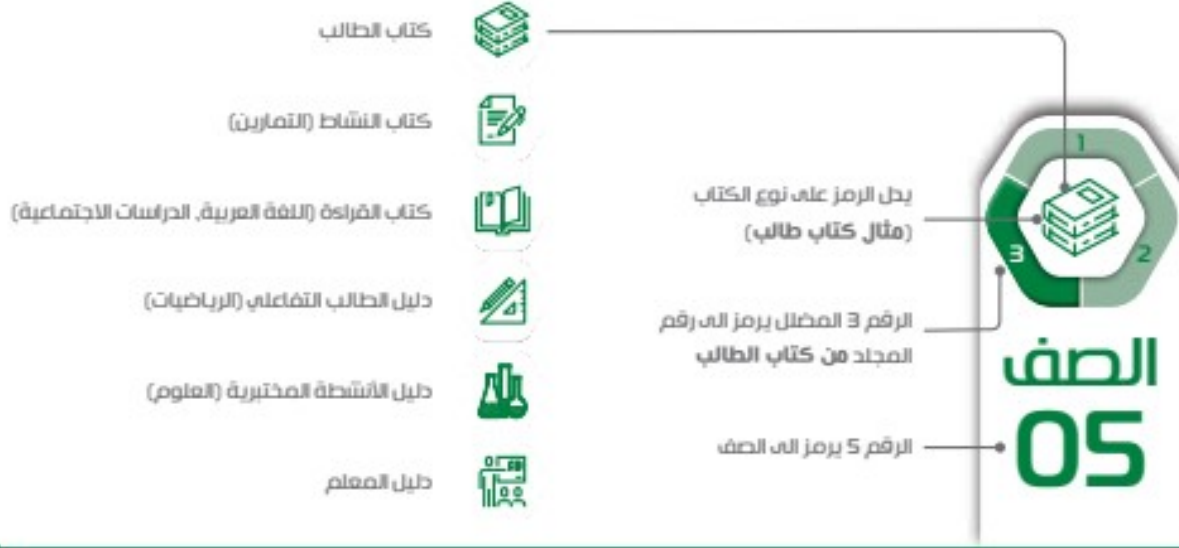 1
2
3
الصف
05
يدل الرمز على نوع الكتاب
(مثال كتاب طالب)
الرقم 3 المضلل يرمز الى رقم
المجلد من كتاب الطالب
الرقم 5 يرمز الى الصف
كتاب الطالب
كتاب النشاط (التمارين)
كتاب القراءة (اللغة العربية، الدراسات الاجتماعية)
دليل الطالب التفاعلي (الرياضيات)
دليل الأنشطة المختبرية (العلوم)
دليل المعلم